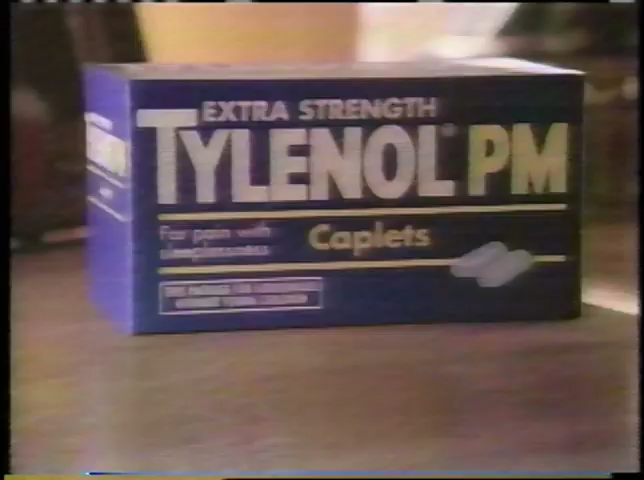 EXTRA STRENGTH
TYLENOL® PM
For pain with
sleeplessness
Caplets